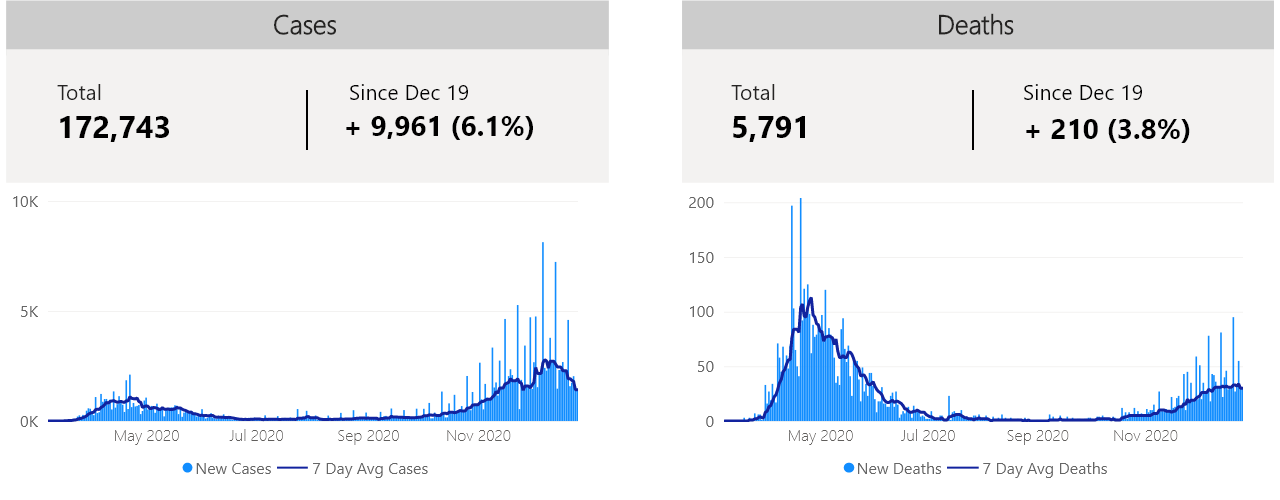 Cases
Total
172,743
Since Dec 19
+ 9,961 (6.1%)
10K
5K
0K
May 2020
Jul 2020
Sep 2020
Nov 2020
New Cases
7 Day Avg Cases
Deaths
Total
5,791
Since Dec 19
+ 210 (3.8%)
200
150
100
50
0
May 2020
Jul 2020
Sep 2020
Nov 2020
New Deaths
7 Day Avg Deaths